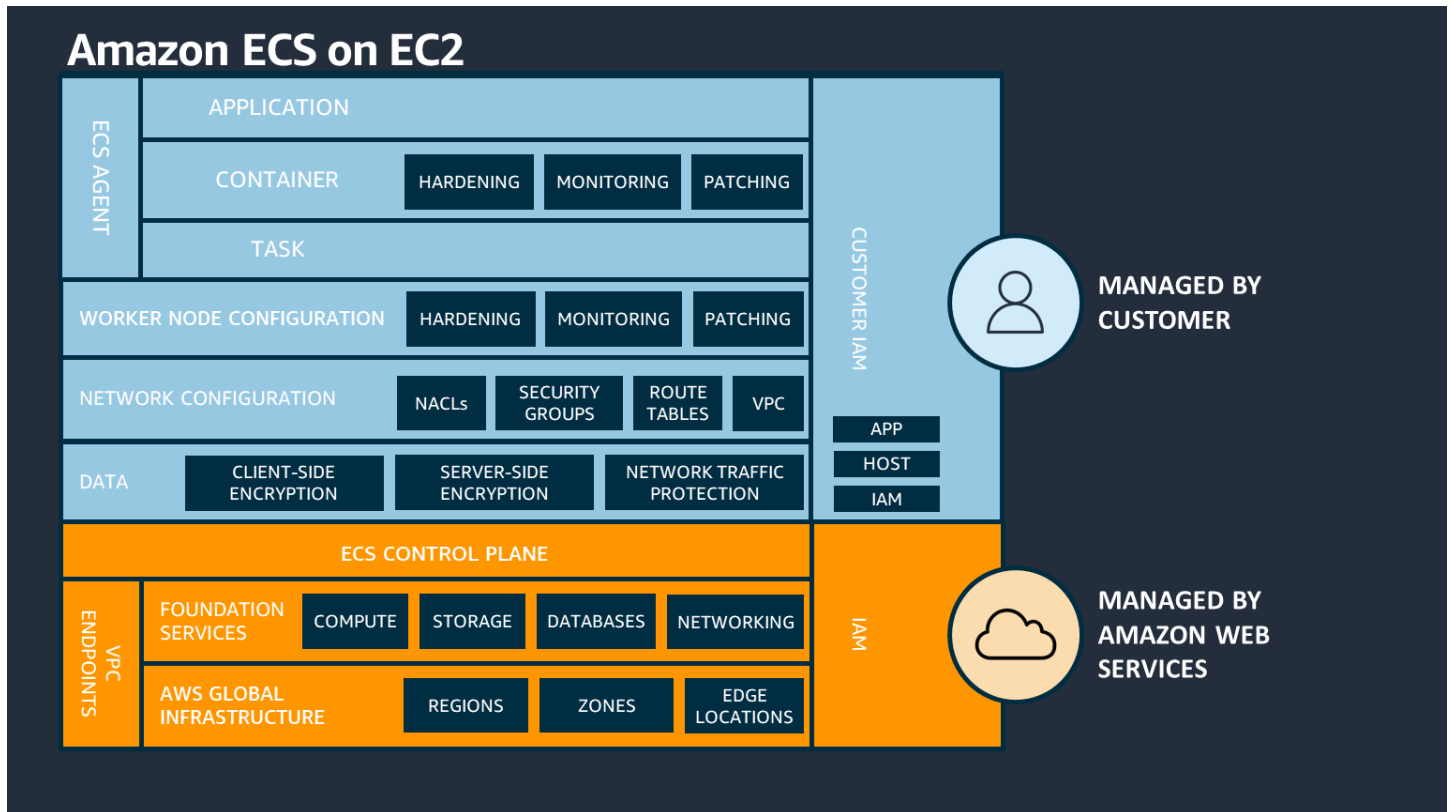 Amazon ECS on EC2
ECS AGENT
APPLICATION
CONTAINER
HARDENING
MONITORING
PATCHING
TASK
WORKER NODE CONFIGURATION
HARDENING
MONITORING
PATCHING
NETWORK CONFIGURATION
NACLs
SECURITY
GROUPS
ROUTE
TABLES
VPC
DATA
CLIENT-SIDE
ENCRYPTION
SERVER-SIDE
ENCRYPTION
NETWORK TRAFFIC
PROTECTION
CUSTOMER IAM
APP
HOST
IAM
MANAGED BY
CUSTOMER
ECS CONTROL PLANE
VPC
ENDPOINTS
FOUNDATION
SERVICES
COMPUTE
STORAGE
DATABASES
NETWORKING
AWS GLOBAL
INFRASTRUCTURE
REGIONS
ZONES
EDGE
LOCATIONS
IAM
MANAGED BY
AMAZON WEB
SERVICES